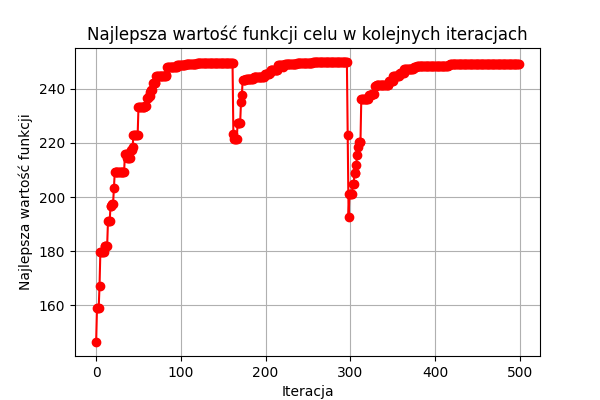 Najlepsza wartość funkcji celu w kolejnych iteracjach
Najlepsza wartość funkcji
240
220
200
180
160
0 100 200 300 400 500
Iteracja